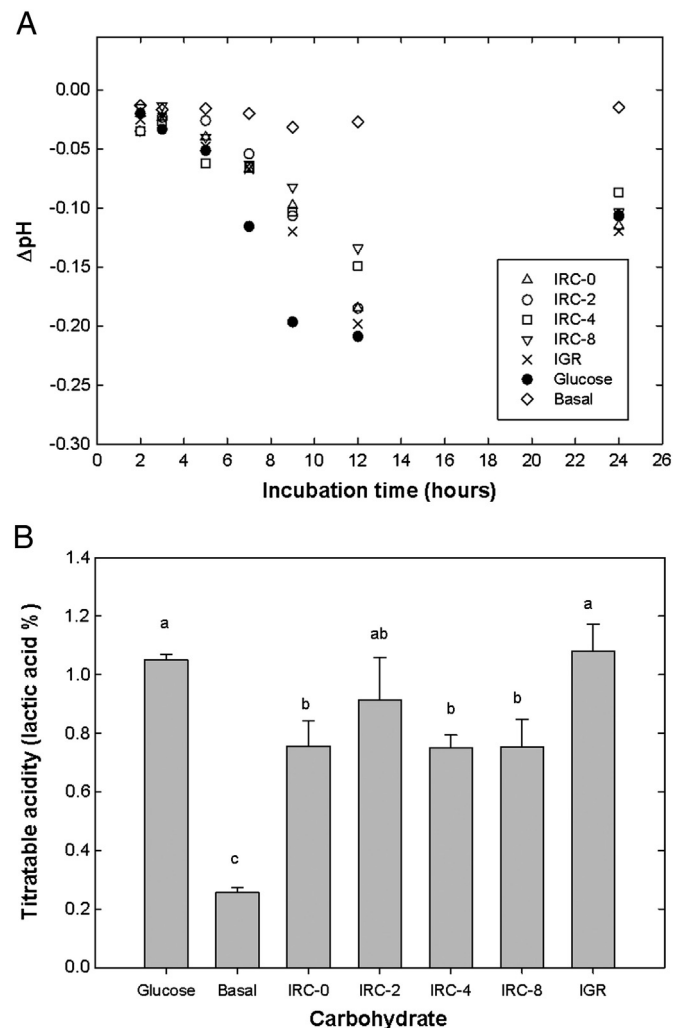 A
0.00
-0.05
-0.10
-0.15
-0.20
-0.25
-0.30
ΔpH
IRC-0
IRC-2
IRC-4
IRC-8
IGR
Glucose
Basal
0 2 4 6 8 10 12 14 16 18 20 22 24 26
Incubation time (hours)
B
1.4
1.2
1.0
0.8
0.6
0.4
0.2
0.0
Titratable acidity (lactic acid %)
a
c
b
ab
b
b
a
Glucose Basal IRC-0 IRC-2 IRC-4 IRC-8 IGR
Carbohydrate